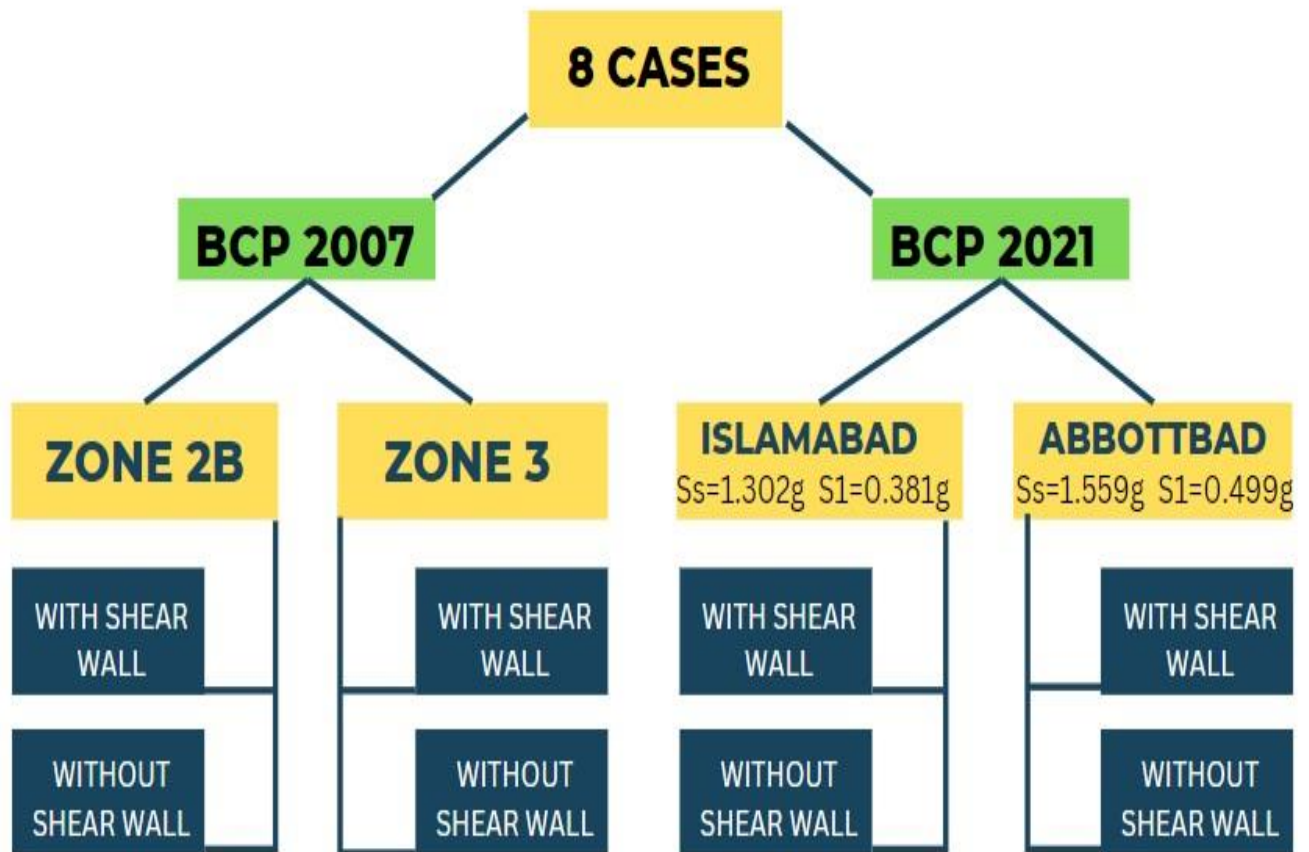 8 CASES
BCP 2007
BCP 2021
ZONE 2B
ZONE 3
ISLAMABAD
Ss=1.302g S1=0.381g
ABBOTTBAD
Ss=1.559g S1=0.499g
WITH SHEAR
WALL
WITH SHEAR
WALL
WITH SHEAR
WALL
WITH SHEAR
WALL
WITHOUT
SHEAR WALL
WITHOUT
SHEAR WALL
WITHOUT
SHEAR WALL
WITHOUT
SHEAR WALL